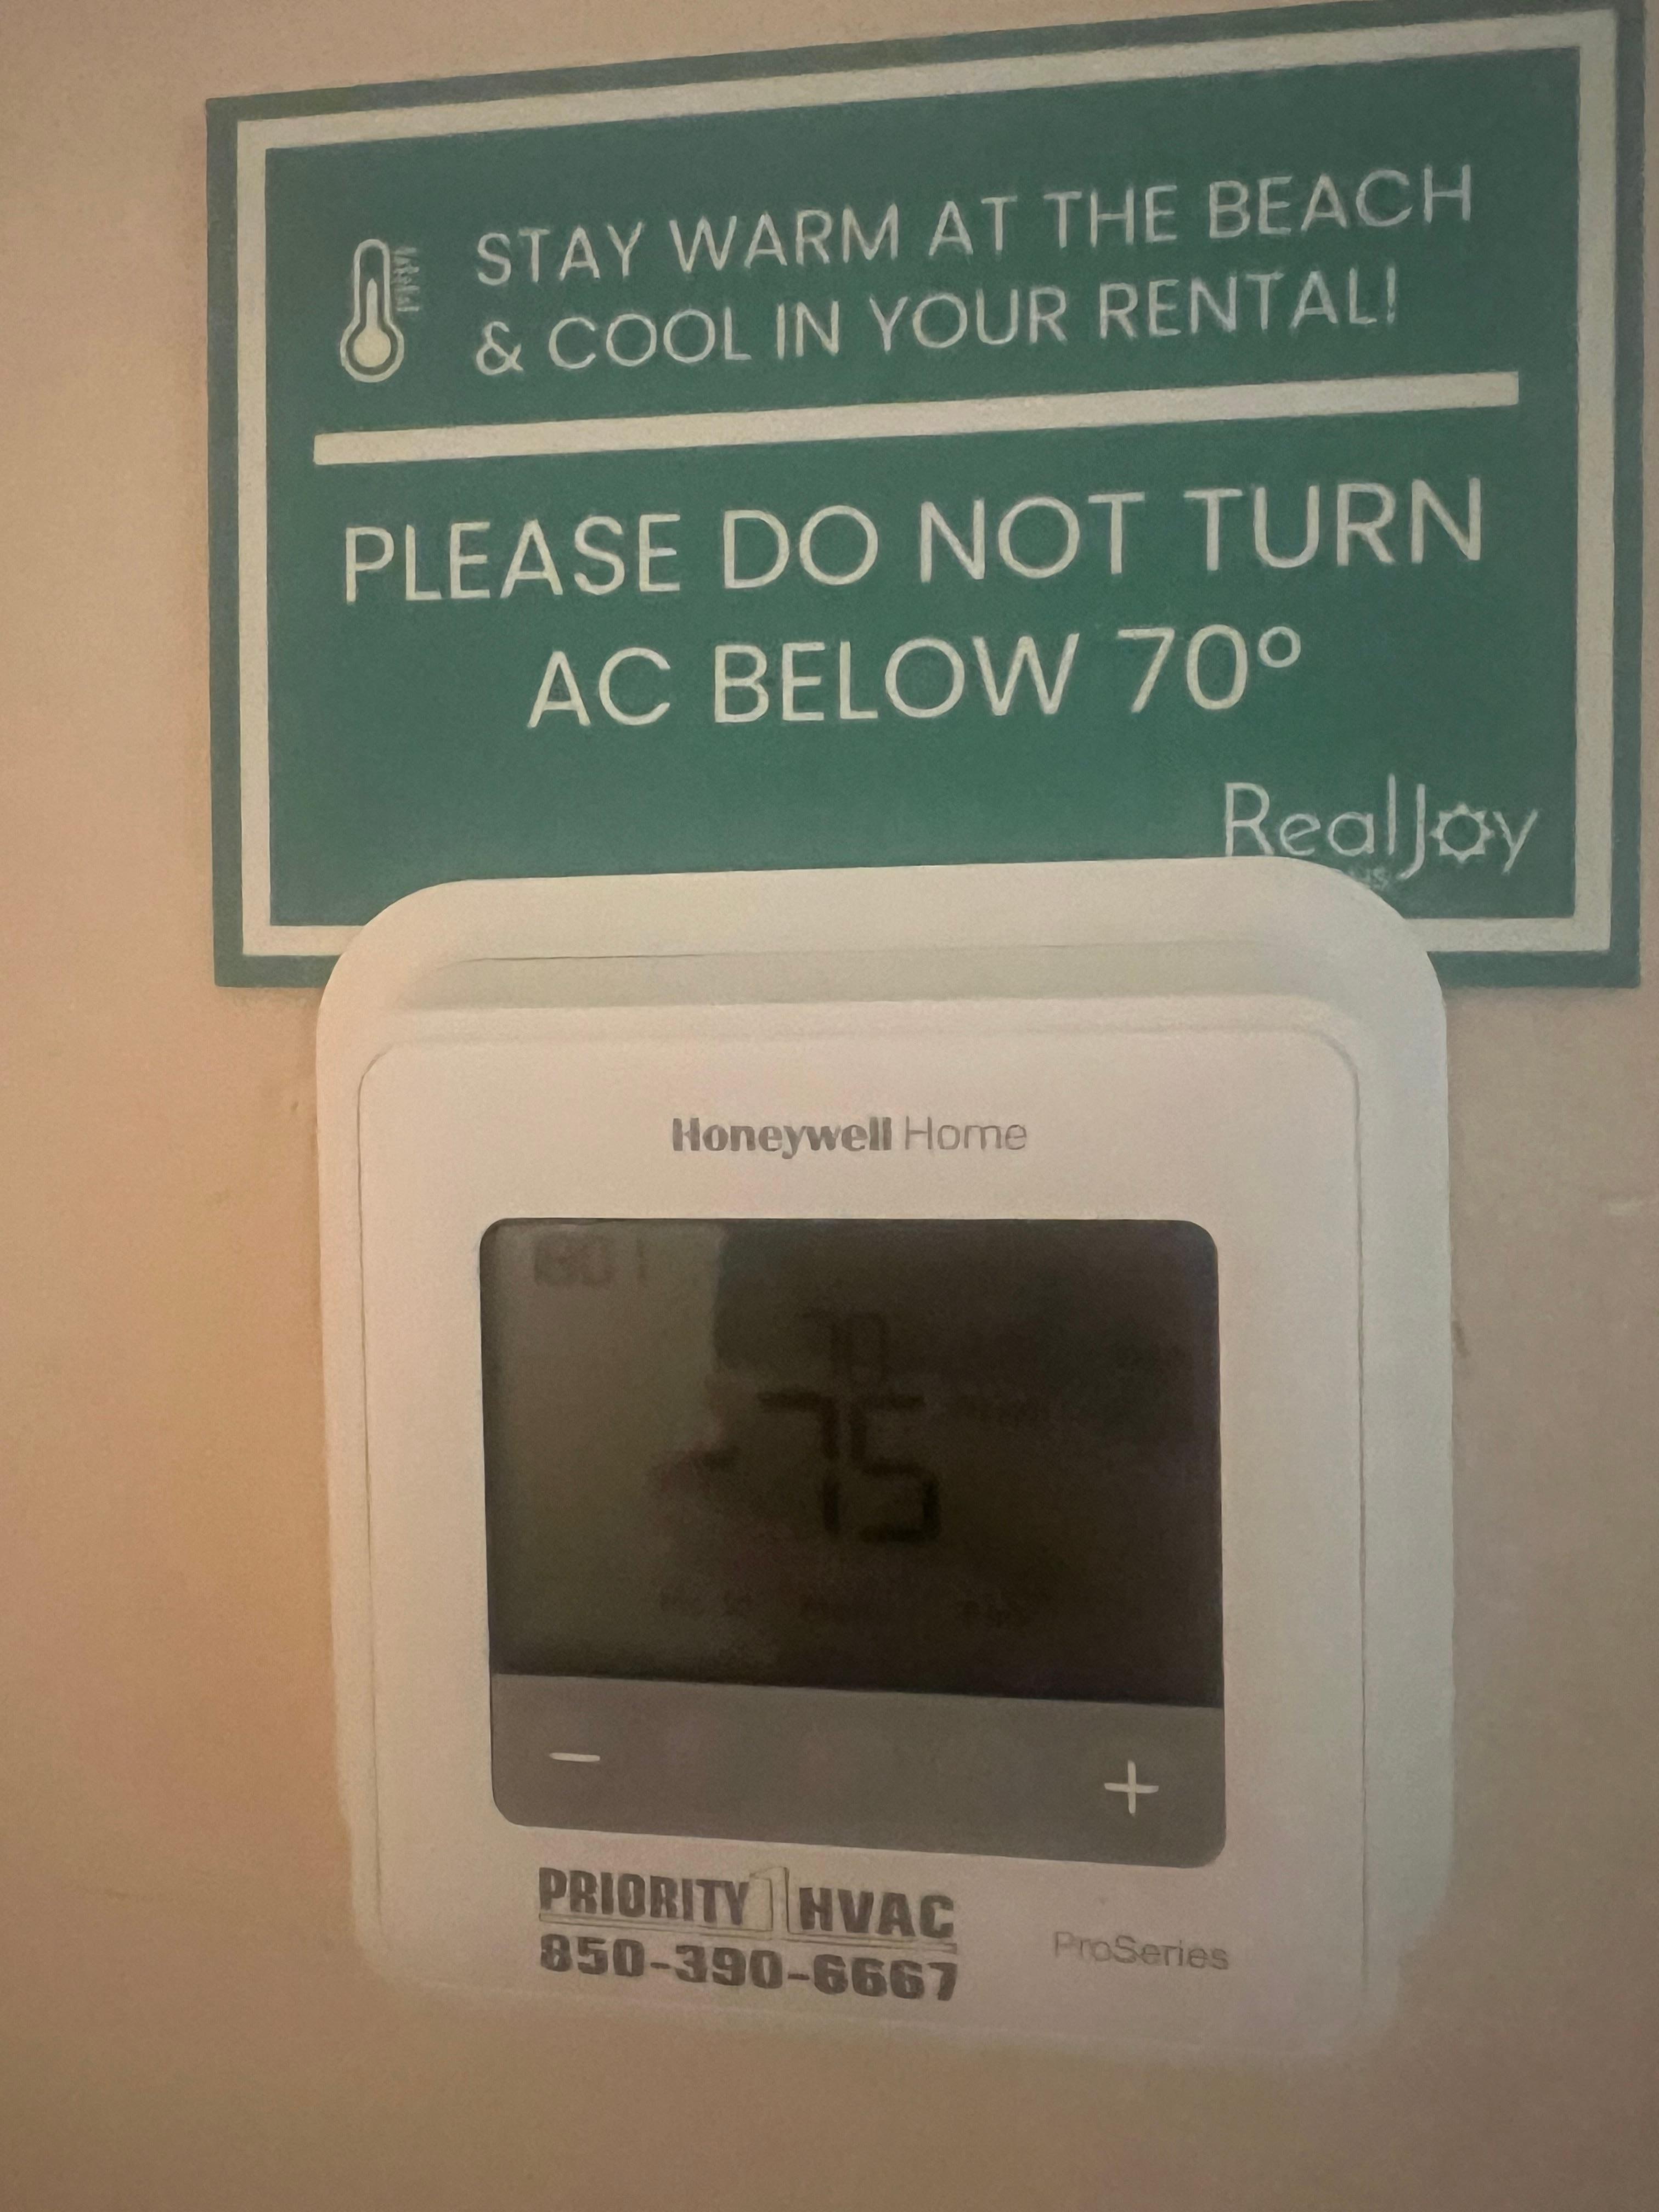 STAY WARM AT THE BEACH
& COOL IN YOUR RENTAL!
PLEASE DO NOT TURN
AC BELOW 70°
RealJoy
Honeywell Home
75
−
+
PRIORITY 1 HVAC
850-390-6667
ProSeries